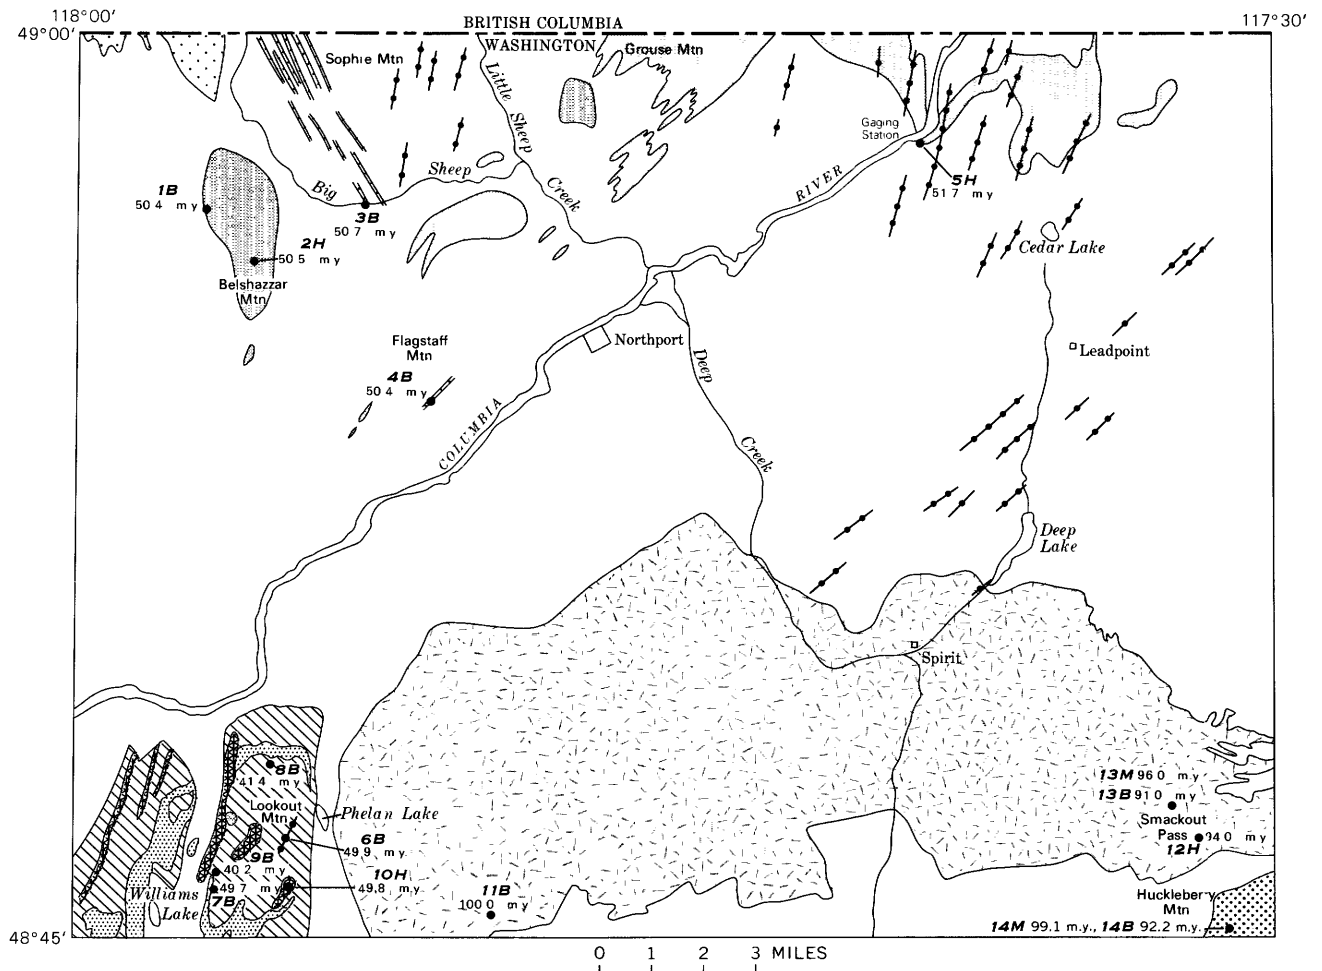 118°00'
BRITISH COLUMBIA
117°30'
49°00'
WASHINGTON
Sophie Mtn
Grouse Mtn
Little Sheep Creek
Gaging
Station
Big Sheep
RIVER
1B
50 4 m y
3B
50 7 m y
5H
51 7 m y
2H
50 5 m y
Belshazzar
Mtn
Cedar Lake
Flagstaff
Mtn
Northport
Leadpoint
4B
50 4 m y
Deep Creek
COLUMBIA
Deep
Lake
Spirit
8B
41 4 m y
13M 96 0 m y
13B 91 0 m y
Lookout
Mtn
Phelan Lake
Smackout
Pass
94 0 m y
12H
6B
49 9 m y
9B
40 2 m y
10H
49.8 m y
49 7 m y
7B
Williams
Lake
11B
100 0 m y
Huckleberry
Mtn
14M 99.1 m.y., 14B 92.2 m.y.
48°45'
0 1 2 3 MILES